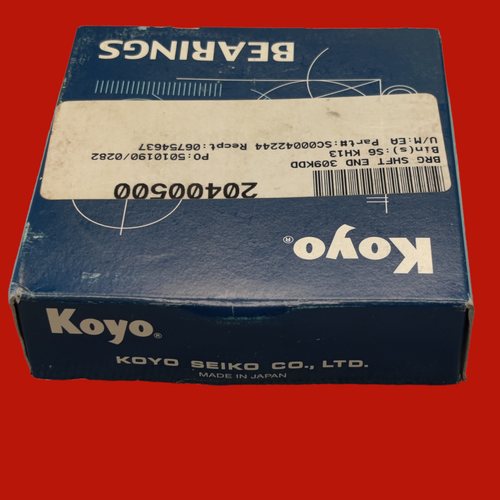 BEARINGS
BRG SHFT END 309KDD
Bin(s):S6 KH13
U/M:EA Part#:SC00042244 Recpt:06754637
PO:5010190/0282
20400500
Koyo®
Koyo®
KOYO SEIKO CO., LTD.
MADE IN JAPAN